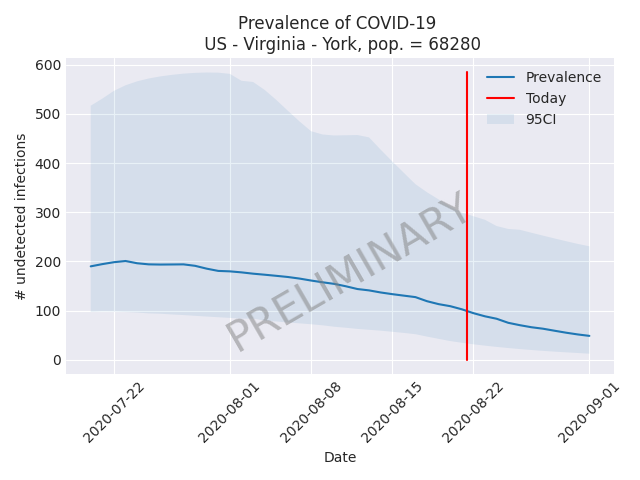 Prevalence of COVID-19
US - Virginia - York, pop. = 68280
600
500
400
300
200
100
0
# undetected infections
Prevalence
Today
95CI
PRELIMINARY
2020-07-22
2020-08-01
2020-08-08
2020-08-15
2020-08-22
2020-09-01
Date